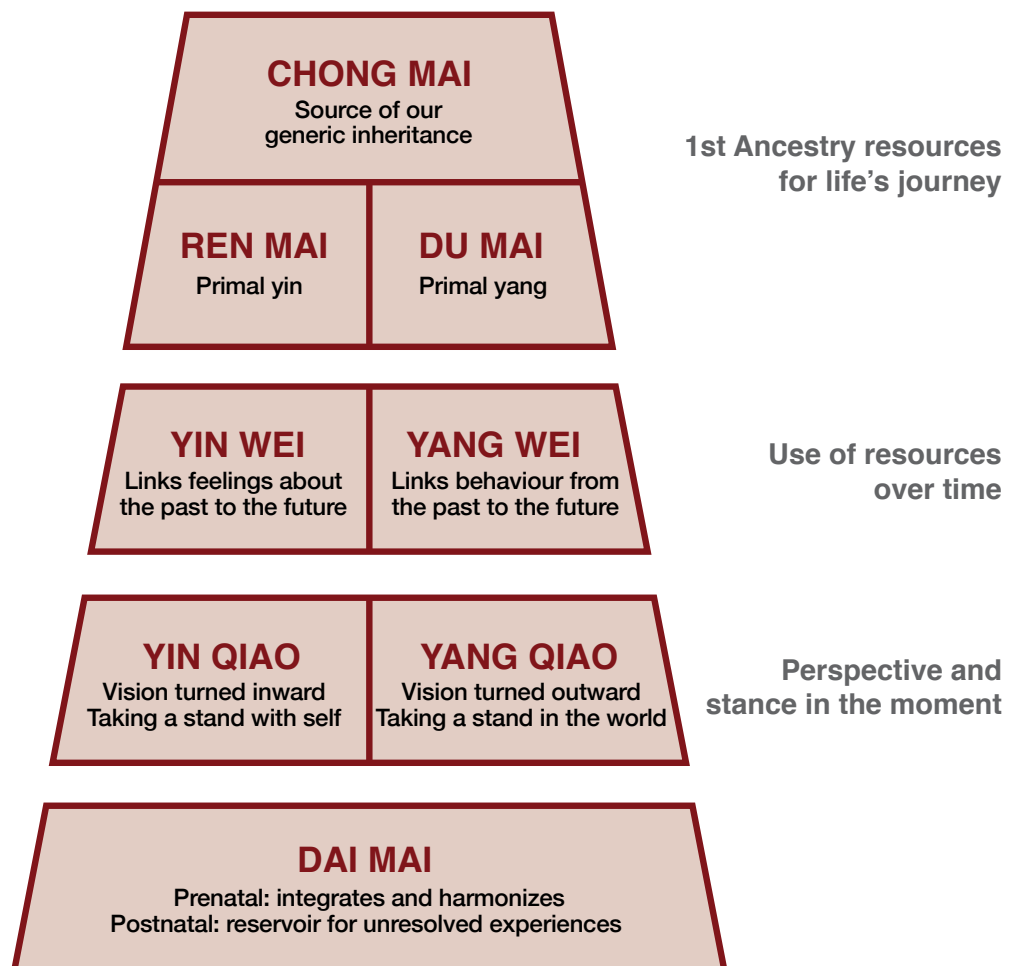 CHONG MAI
Source of our
generic inheritance
1st Ancestry resources
for life's journey
REN MAI
Primal yin
DU MAI
Primal yang
YIN WEI
Links feelings about
the past to the future
YANG WEI
Links behaviour from
the past to the future
Use of resources
over time
YIN QIAO
Vision turned inward
Taking a stand with self
YANG QIAO
Vision turned outward
Taking a stand in the world
Perspective and
stance in the moment
DAI MAI
Prenatal: integrates and harmonizes
Postnatal: reservoir for unresolved experiences